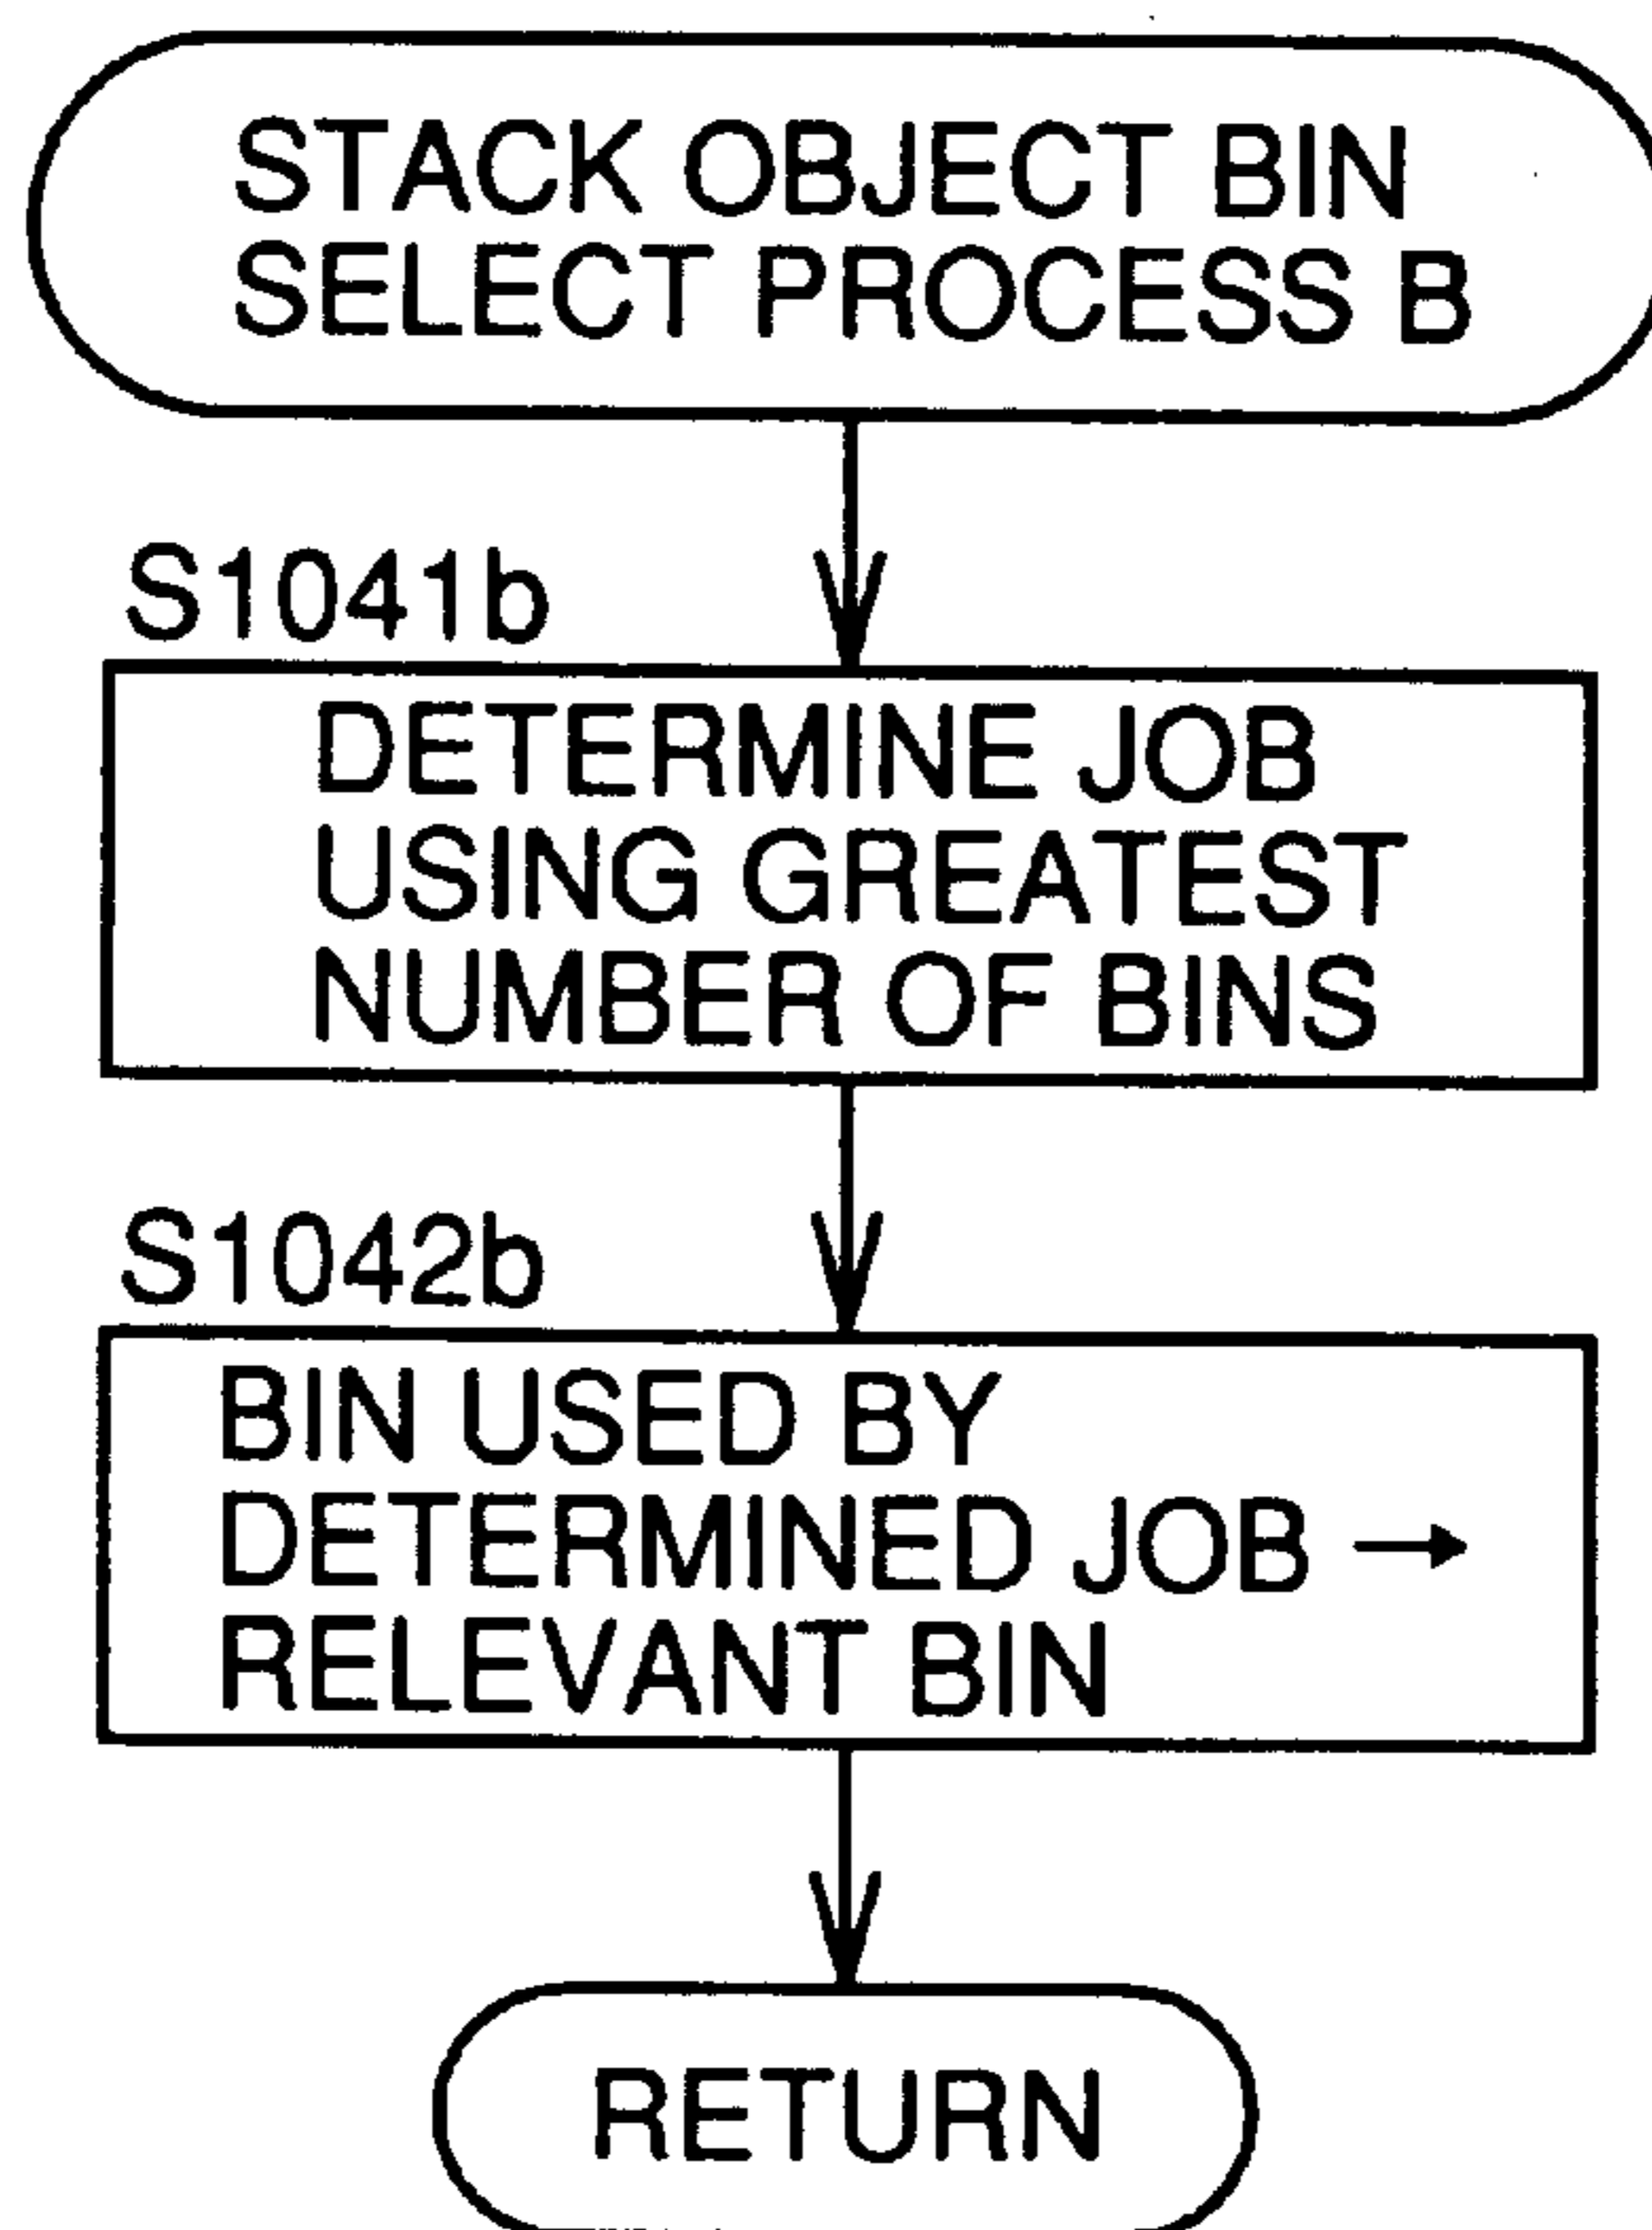 STACK OBJECT BIN
SELECT PROCESS B
S1041b
DETERMINE JOB
USING GREATEST
NUMBER OF BINS
S1042b
BIN USED BY
DETERMINED JOB →
RELEVANT BIN
RETURN